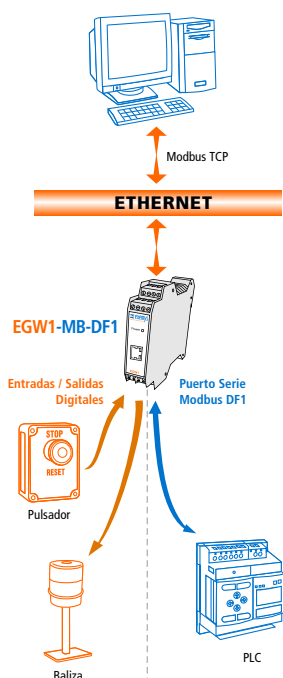 Modbus TCP
ETHERNET
EGW1-MB-DF1
Entradas / Salidas
Digitales
Puerto Serie
Modbus DF1
STOP
RESET
Pulsador
PLC
Baliza